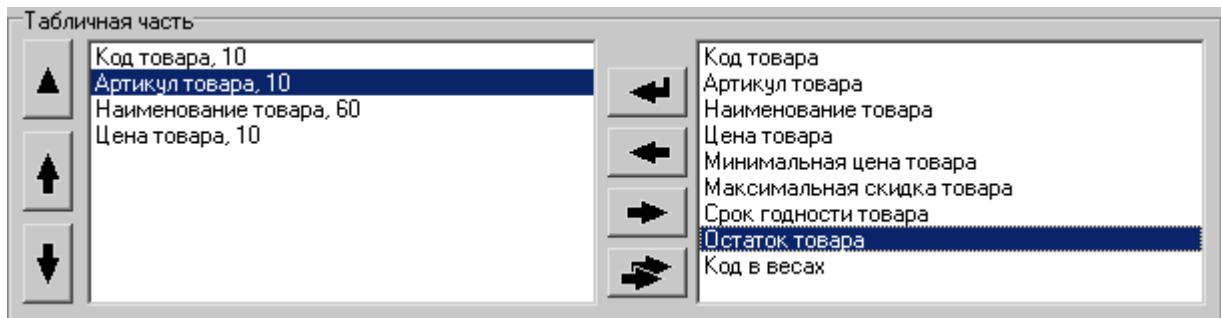 Табличная часть
Код товара, 10
Артикул товара, 10
Наименование товара, 60
Цена товара, 10
Код товара
Артикул товара
Наименование товара
Цена товара
Минимальная цена товара
Максимальная скидка товара
Срок годности товара
Остаток товара
Код в весах